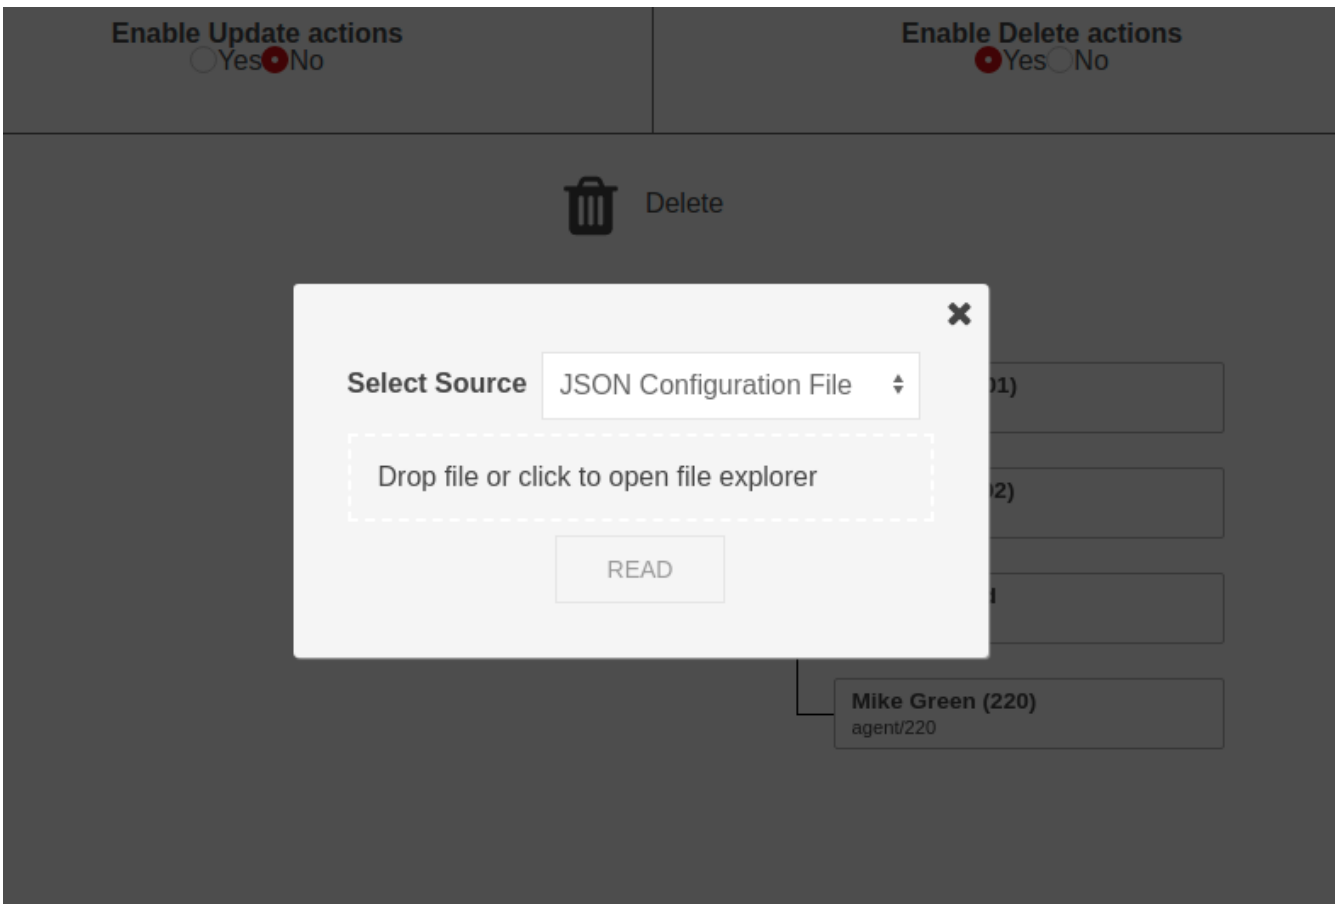 Enable Update actions
Yes No
Enable Delete actions
Yes No
Delete
Select Source JSON Configuration File
Drop file or click to open file explorer
READ
Mike Green (220)
agent/220